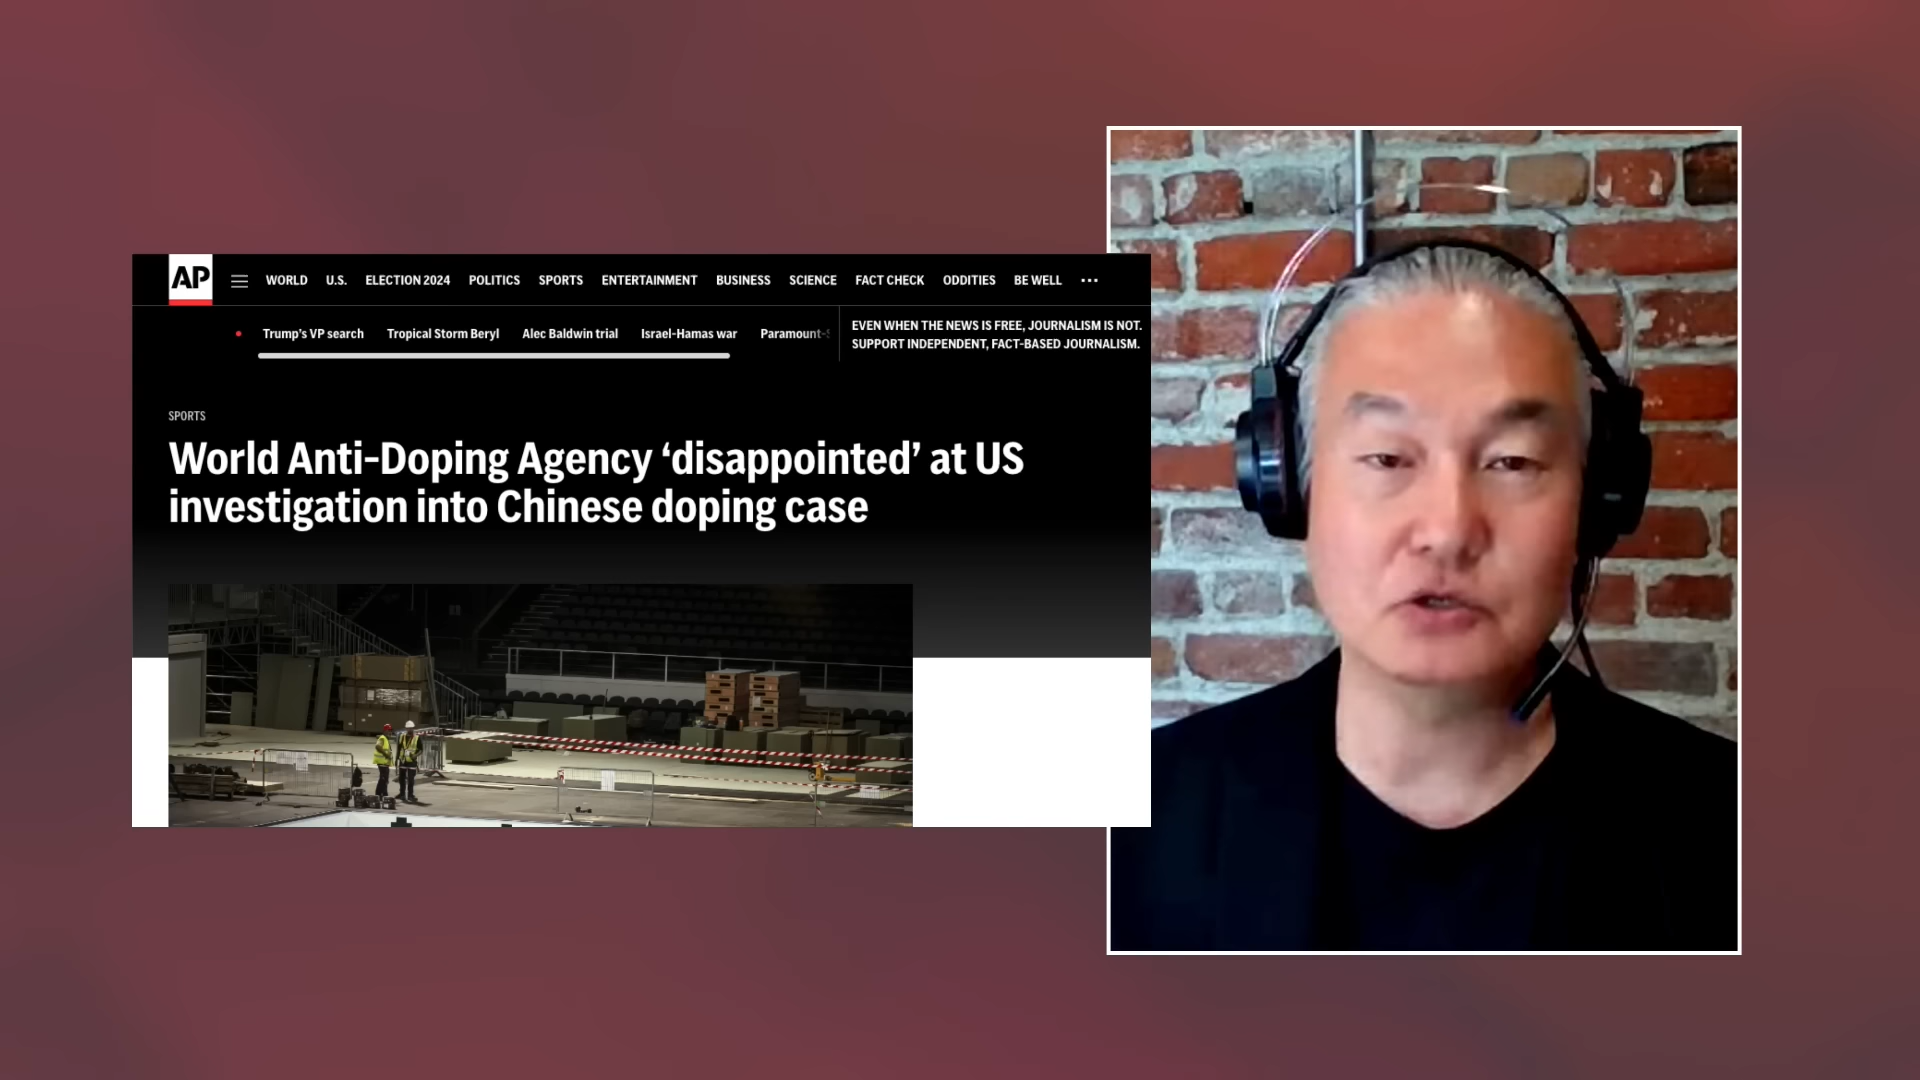 AP
WORLD U.S. ELECTION 2024 POLITICS SPORTS ENTERTAINMENT BUSINESS SCIENCE FACT CHECK ODDITIES BE WELL ...
Trump's VP search Tropical Storm Beryl Alec Baldwin trial Israel-Hamas war Paramount-
EVEN WHEN THE NEWS IS FREE, JOURNALISM IS NOT.
SUPPORT INDEPENDENT, FACT-BASED JOURNALISM.
SPORTS
World Anti-Doping Agency ‘disappointed’ at US
investigation into Chinese doping case